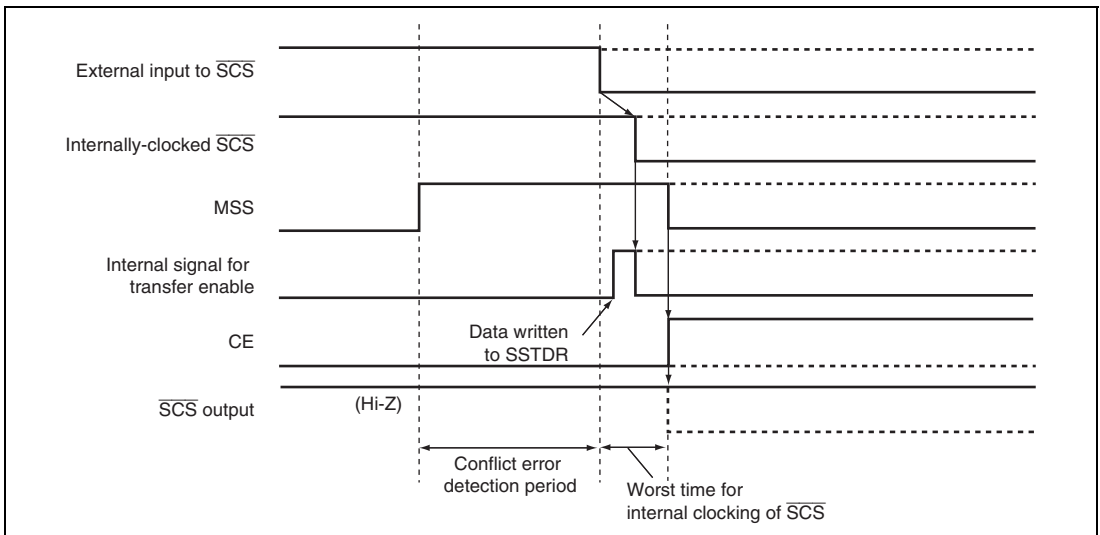 External input to SCS
Internally-clocked SCS
MSS
Internal signal for
transfer enable
Data written
to SSTDR
CE
SCS output
(Hi-Z)
Conflict error
detection period
Worst time for
internal clocking of SCS